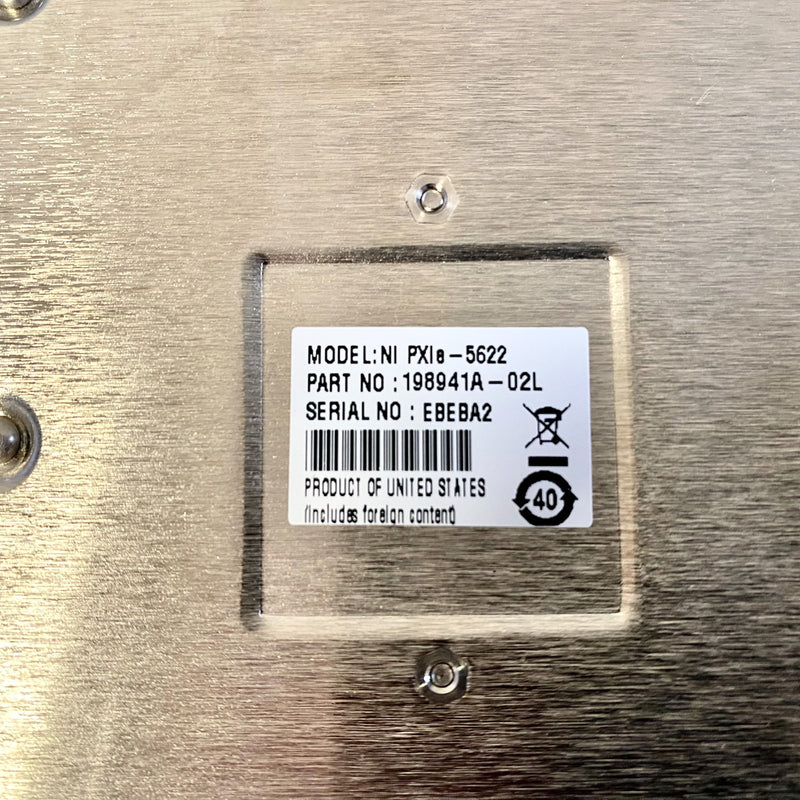 MODEL:NI PXIe-5622
PART NO :198941A-02L
SERIAL NO : EBEBA2
PRODUCT OF UNITED STATES
(includes foreign content)
40